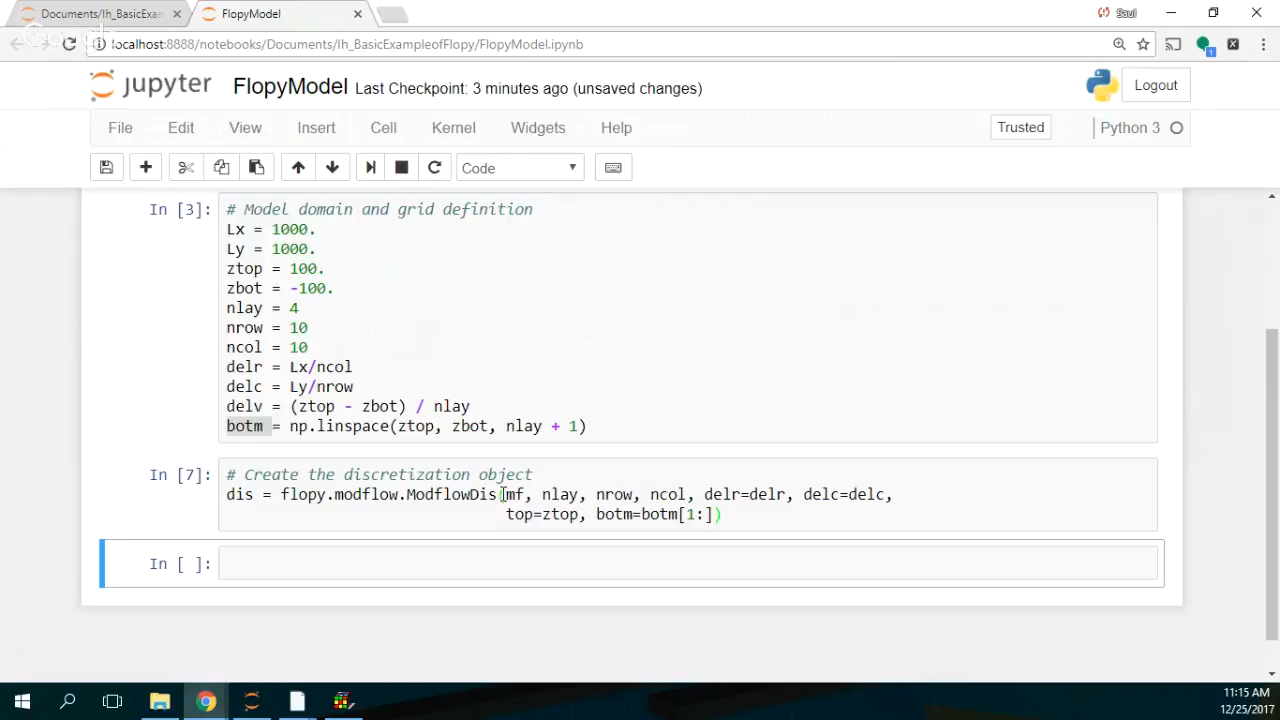 Documents/lh_BasicExam
FlopyModel
Saul
localhost:8888/notebooks/Documents/lh_BasicExampleofFlopy/FlopyModel.ipynb
jupyter FlopyModel Last Checkpoint: 3 minutes ago (unsaved changes)
Logout
File Edit View Insert Cell Kernel Widgets Help
Trusted
Python 3
Code
In [3]:
# Model domain and grid definition
Lx = 1000.
Ly = 1000.
ztop = 100.
zbot = -100.
nlay = 4
nrow = 10
ncol = 10
delr = Lx/ncol
delc = Ly/nrow
delv = (ztop - zbot) / nlay
botm = np.linspace(ztop, zbot, nlay + 1)
In [7]:
# Create the discretization object
dis = flopy.modflow.ModflowDis(mf, nlay, nrow, ncol, delr=delr, delc=delc,
top=ztop, botm=botm[1:])
In [ ]:
11:15 AM
12/25/2017